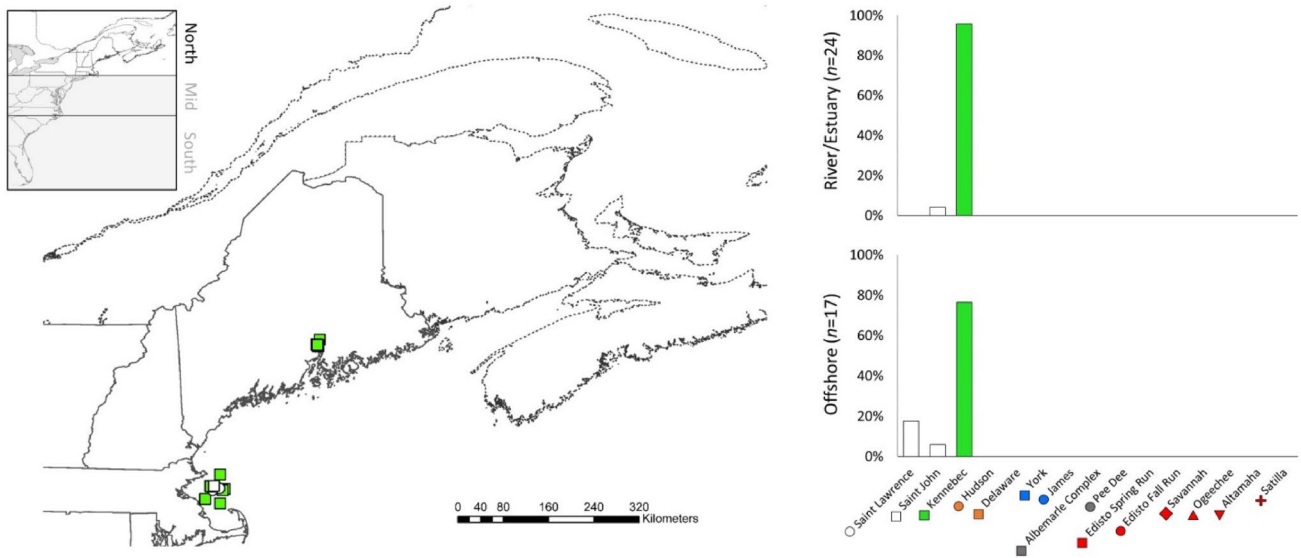 North
Mid
South
0 40 80 160 240 320
Kilometers
River/Estuary (n=24)
100%
80%
60%
40%
20%
0%
Offshore (n=17)
100%
80%
60%
40%
20%
0%
Saint Lawrence
Saint John
Kennebec
Hudson
Delaware
York
James
Albemarle Complex
Pee Dee
Edisto Spring Run
Edisto Fall Run
Savannah
Ogeechee
Altamaha
Satilla